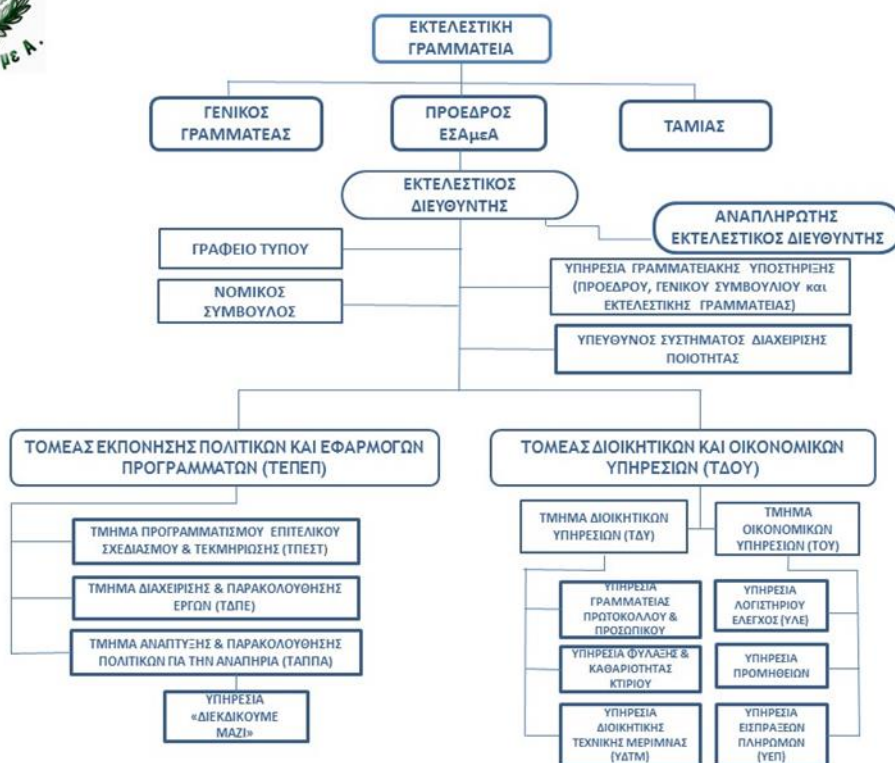 με Α.
ΕΚΤΕΛΕΣΤΙΚΗ
ΓΡΑΜΜΑΤΕΙΑ
ΓΕΝΙΚΟΣ
ΓΡΑΜΜΑΤΕΑΣ
ΠΡΟΕΔΡΟΣ
ΕΣΑμεΑ
ΤΑΜΙΑΣ
ΕΚΤΕΛΕΣΤΙΚΟΣ
ΔΙΕΥΘΥΝΤΗΣ
ΑΝΑΠΛΗΡΩΤΗΣ
ΕΚΤΕΛΕΣΤΙΚΟΣ ΔΙΕΥΘΥΝΤΗΣ
ΓΡΑΦΕΙΟ ΤΥΠΟΥ
ΥΠΗΡΕΣΙΑ ΓΡΑΜΜΑΤΕΙΑΚΗΣ ΥΠΟΣΤΗΡΙΞΗΣ
(ΠΡΟΕΔΡΟΥ, ΓΕΝΙΚΟΥ ΣΥΜΒΟΥΛΙΟΥ και
ΕΚΤΕΛΕΣΤΙΚΗΣ ΓΡΑΜΜΑΤΕΙΑΣ)
ΝΟΜΙΚΟΣ
ΣΥΜΒΟΥΛΟΣ
ΥΠΕΥΘΥΝΟΣ ΣΥΣΤΗΜΑΤΟΣ ΔΙΑΧΕΙΡΙΣΗΣ
ΠΟΙΟΤΗΤΑΣ
ΤΟΜΕΑΣ ΕΚΠΟΝΗΣΗΣ ΠΟΛΙΤΙΚΩΝ ΚΑΙ ΕΦΑΡΜΟΓΩΝ
ΠΡΟΓΡΑΜΜΑΤΩΝ (ΤΕΠΕΠ)
ΤΜΗΜΑ ΠΡΟΓΡΑΜΜΑΤΙΣΜΟΥ ΕΠΙΤΕΛΙΚΟΥ
ΣΧΕΔΙΑΣΜΟΥ & ΤΕΚΜΗΡΙΩΣΗΣ (ΤΠΕΣΤ)
ΤΜΗΜΑ ΔΙΑΧΕΙΡΙΣΗΣ & ΠΑΡΑΚΟΛΟΥΘΗΣΗΣ
ΕΡΓΩΝ (ΤΔΠΕ)
ΤΜΗΜΑ ΑΝΑΠΤΥΞΗΣ & ΠΑΡΑΚΟΛΟΥΘΗΣΗΣ
ΠΟΛΙΤΙΚΩΝ ΓΙΑ ΤΗΝ ΑΝΑΠΗΡΙΑ (ΤΑΠΠΑ)
ΥΠΗΡΕΣΙΑ
«ΔΙΕΚΔΙΚΟΥΜΕ
ΜΑΖΙ»
ΤΟΜΕΑΣ ΔΙΟΙΚΗΤΙΚΩΝ ΚΑΙ ΟΙΚΟΝΟΜΙΚΩΝ
ΥΠΗΡΕΣΙΩΝ (ΤΔΟΥ)
ΤΜΗΜΑ ΔΙΟΙΚΗΤΙΚΩΝ
ΥΠΗΡΕΣΙΩΝ (ΤΔΥ)
ΤΜΗΜΑ
ΟΙΚΟΝΟΜΙΚΩΝ
ΥΠΗΡΕΣΙΩΝ (ΤΟΥ)
ΥΠΗΡΕΣΙΑ
ΓΡΑΜΜΑΤΕΙΑΣ
ΠΡΩΤΟΚΟΛΛΟΥ &
ΠΡΟΣΩΠΙΚΟΥ
ΥΠΗΡΕΣΙΑ ΦΥΛΑΞΗΣ &
ΚΑΘΑΡΙΟΤΗΤΑΣ
ΚΤΙΡΙΟΥ
ΥΠΗΡΕΣΙΑ
ΔΙΟΙΚΗΤΙΚΗΣ
ΤΕΧΝΙΚΗΣ ΜΕΡΙΜΝΑΣ
(ΥΔΤΜ)
ΥΠΗΡΕΣΙΑ
ΛΟΓΙΣΤΗΡΙΟΥ
ΕΛΕΓΧΟΣ (ΥΛΕ)
ΥΠΗΡΕΣΙΑ
ΠΡΟΜΗΘΕΙΩΝ
ΥΠΗΡΕΣΙΑ
ΕΙΣΠΡΑΞΕΩΝ
ΠΛΗΡΩΜΩΝ
(ΥΕΠ)